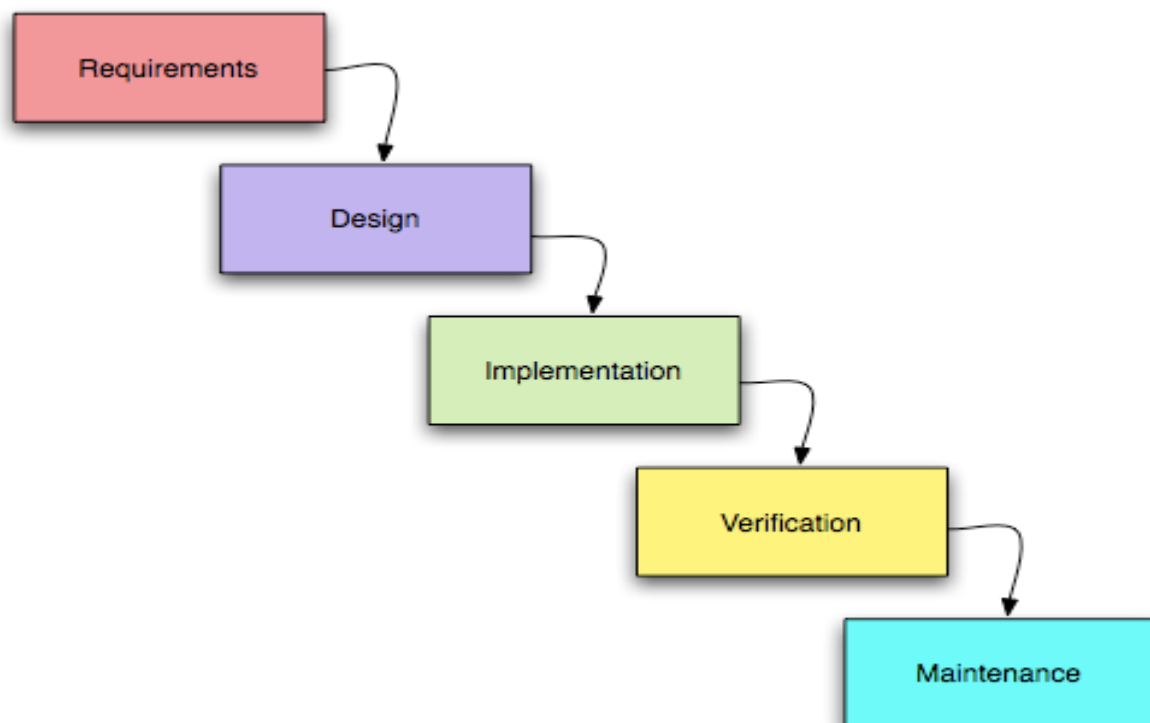 Requirements
Design
Implementation
Verification
Maintenance